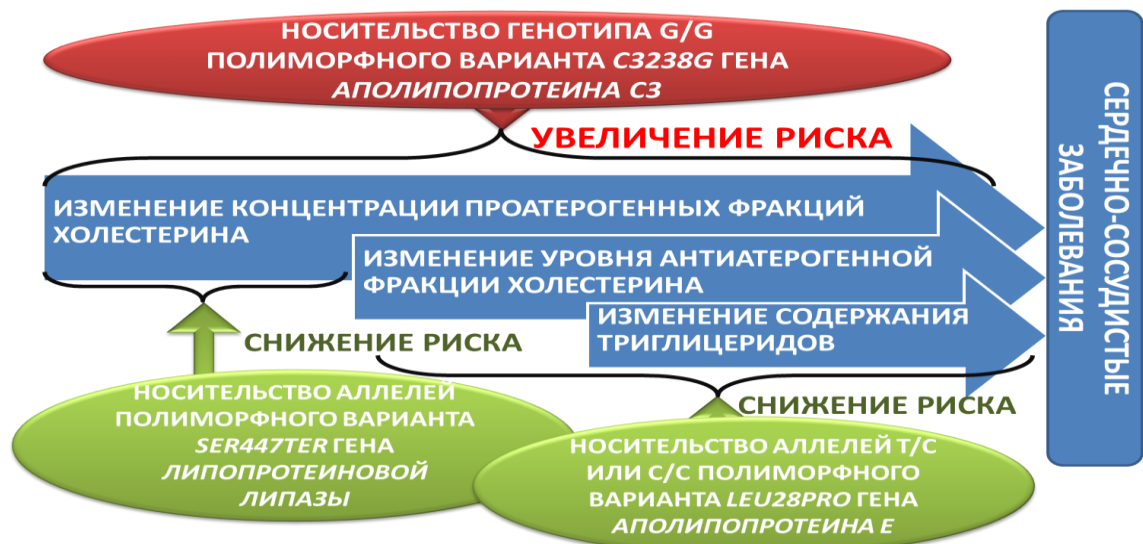 НОСИТЕЛЬСТВО ГЕНОТИПА G/G
ПОЛИМОРФНОГО ВАРИАНТА C3238G ГЕНА
АПОЛИПОПРОТЕИНА С3
УВЕЛИЧЕНИЕ РИСКА
ИЗМЕНЕНИЕ КОНЦЕНТРАЦИИ ПРОАТЕРОГЕННЫХ ФРАКЦИЙ
ХОЛЕСТЕРИНА
ИЗМЕНЕНИЕ УРОВНЯ АНТИАТЕРОГЕННОЙ
ФРАКЦИИ ХОЛЕСТЕРИНА
ИЗМЕНЕНИЕ СОДЕРЖАНИЯ
ТРИГЛИЦЕРИДОВ
СЕРДЕЧНО-СОСУДИСТЫЕ
ЗАБОЛЕВАНИЯ
СНИЖЕНИЕ РИСКА
НОСИТЕЛЬСТВО АЛЛЕЛЕЙ
ПОЛИМОРФНОГО ВАРИАНТА
SER447TER ГЕНА
ЛИПОПРОТЕИНОВОЙ
ЛИПАЗЫ
СНИЖЕНИЕ РИСКА
НОСИТЕЛЬСТВО АЛЛЕЛЕЙ Т/С
ИЛИ С/С ПОЛИМОРФНОГО
ВАРИАНТА LEU28PRO ГЕНА
АПОЛИПОПРОТЕИНА Е